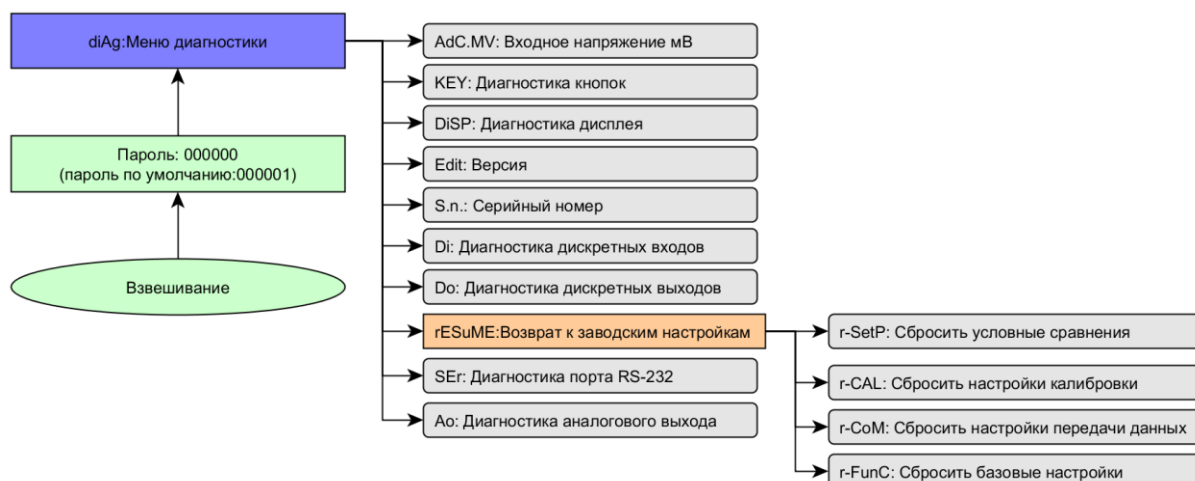 diAg:Меню диагностики
Пароль: 000000
(пароль по умолчанию:000001)
Взвешивание
AdC.MV: Входное напряжение мВ
KEY: Диагностика кнопок
DiSP: Диагностика дисплея
Edit: Версия
S.n.: Серийный номер
Di: Диагностика дискретных входов
Do: Диагностика дискретных выходов
rESuME:Возврат к заводским настройкам
SEr: Диагностика порта RS-232
Ao: Диагностика аналогового выхода
r-SetP: Сбросить условные сравнения
r-CAL: Сбросить настройки калибровки
r-CoM: Сбросить настройки передачи данных
r-FunC: Сбросить базовые настройки